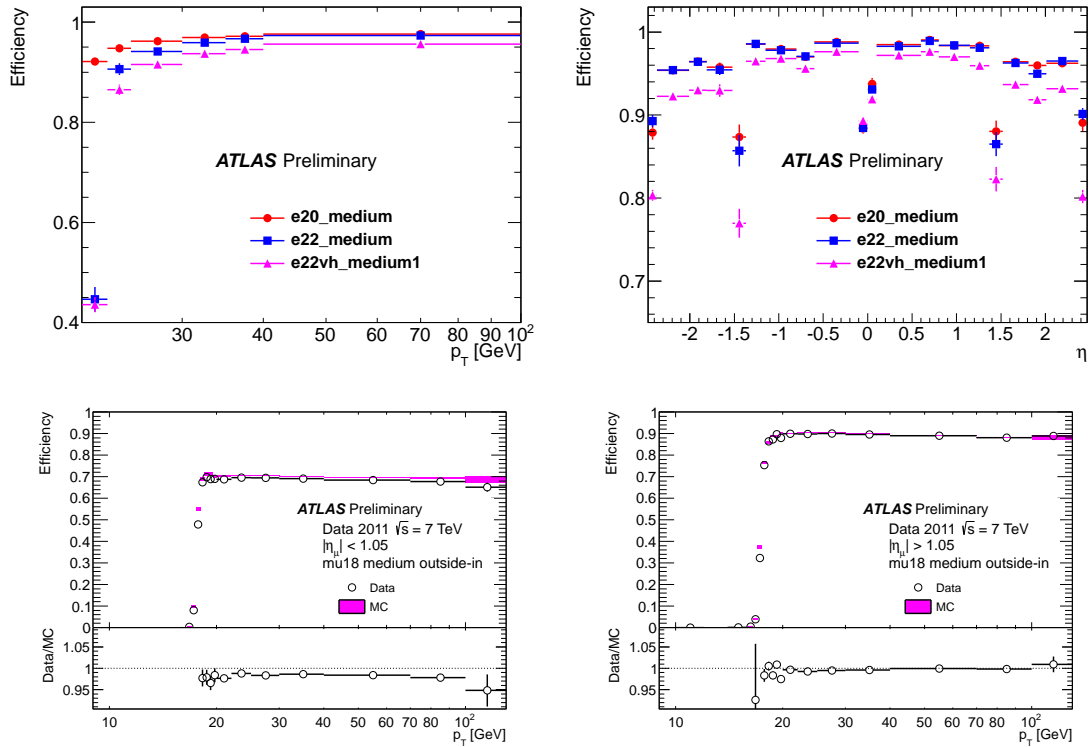 Efficiency
1
0.8
0.6
0.4
ATLAS Preliminary
e20_medium
e22_medium
e22vh_medium1
30 40 50 60 70 80 90 10²
p_T [GeV]
Efficiency
1
0.9
0.8
0.7
ATLAS Preliminary
e20_medium
e22_medium
e22vh_medium1
-2 -1.5 -1 -0.5 0 0.5 1 1.5 2
η
Efficiency
1
0.9
0.8
0.7
0.6
0.5
0.4
0.3
0.2
0.1
0
ATLAS Preliminary
Data 2011 √s = 7 TeV
|η_μ| < 1.05
mu18 medium outside-in
Data
MC
Data/MC
1.05
1
0.95
10 20 30 40 50 60 70 10²
p_T [GeV]
Efficiency
1
0.9
0.8
0.7
0.6
0.5
0.4
0.3
0.2
0.1
0
ATLAS Preliminary
Data 2011 √s = 7 TeV
|η_μ| > 1.05
mu18 medium outside-in
Data
MC
Data/MC
1.05
1
0.95
10 20 30 40 50 60 70 10²
p_T [GeV]